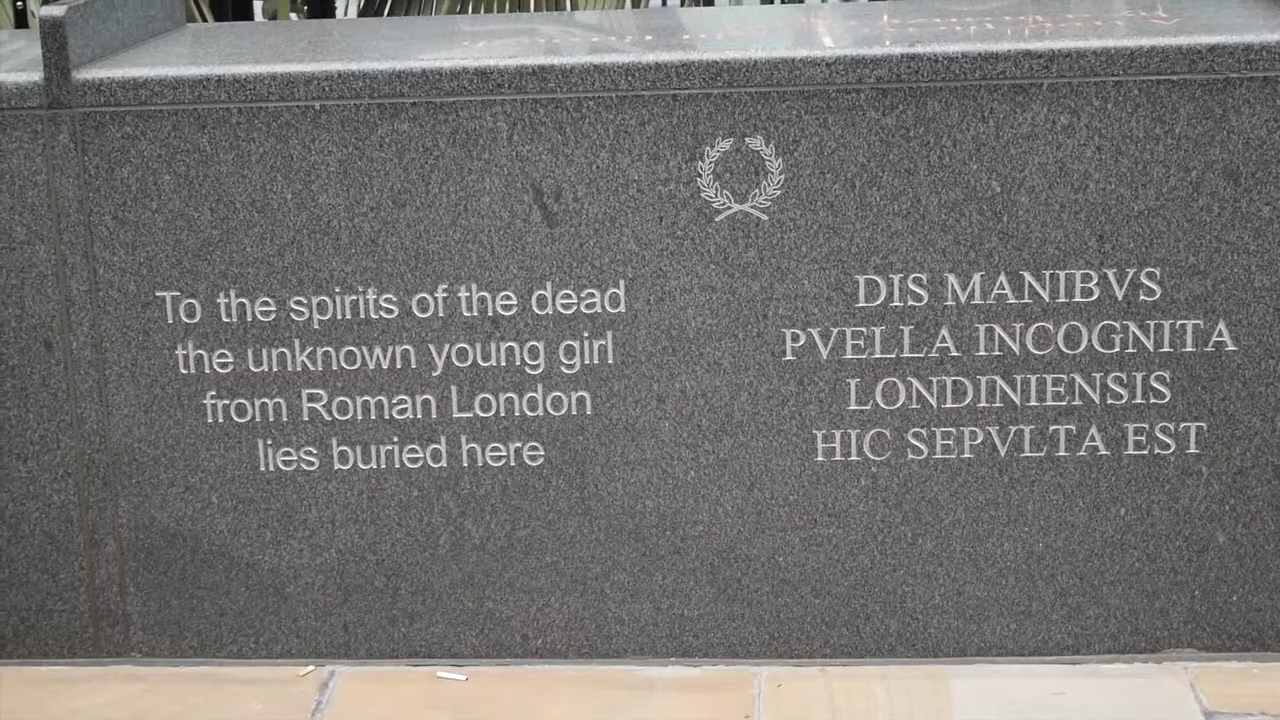 To the spirits of the dead
the unknown young girl
from Roman London
lies buried here
DIS MANIBVS
PVELLA INCOGNITA
LONDINIENSIS
HIC SEPVLTA EST